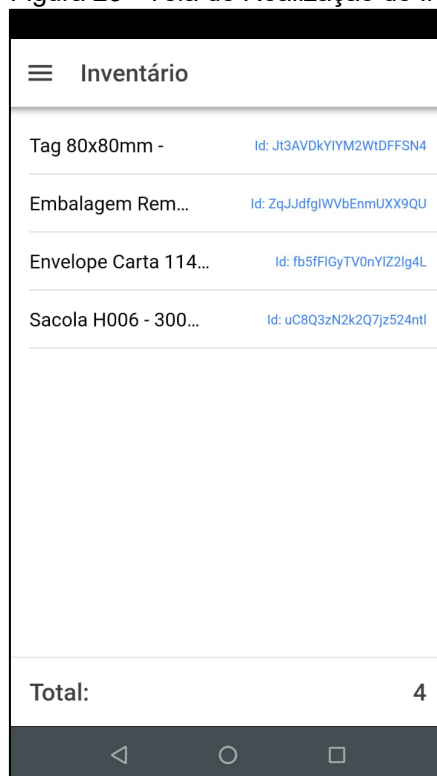 Inventário
Tag 80x80mm -
Id: Jt3AVDkYIYM2WtDFFSN4
Embalagem Rem...
Id: ZqJJdfgIWVbEnmUXX9QU
Envelope Carta 114...
Id: fb5fFlGyTV0nYlZ2lg4L
Sacola H006 - 300...
Id: uC8Q3zN2k2Q7jz524ntl
Total:
4